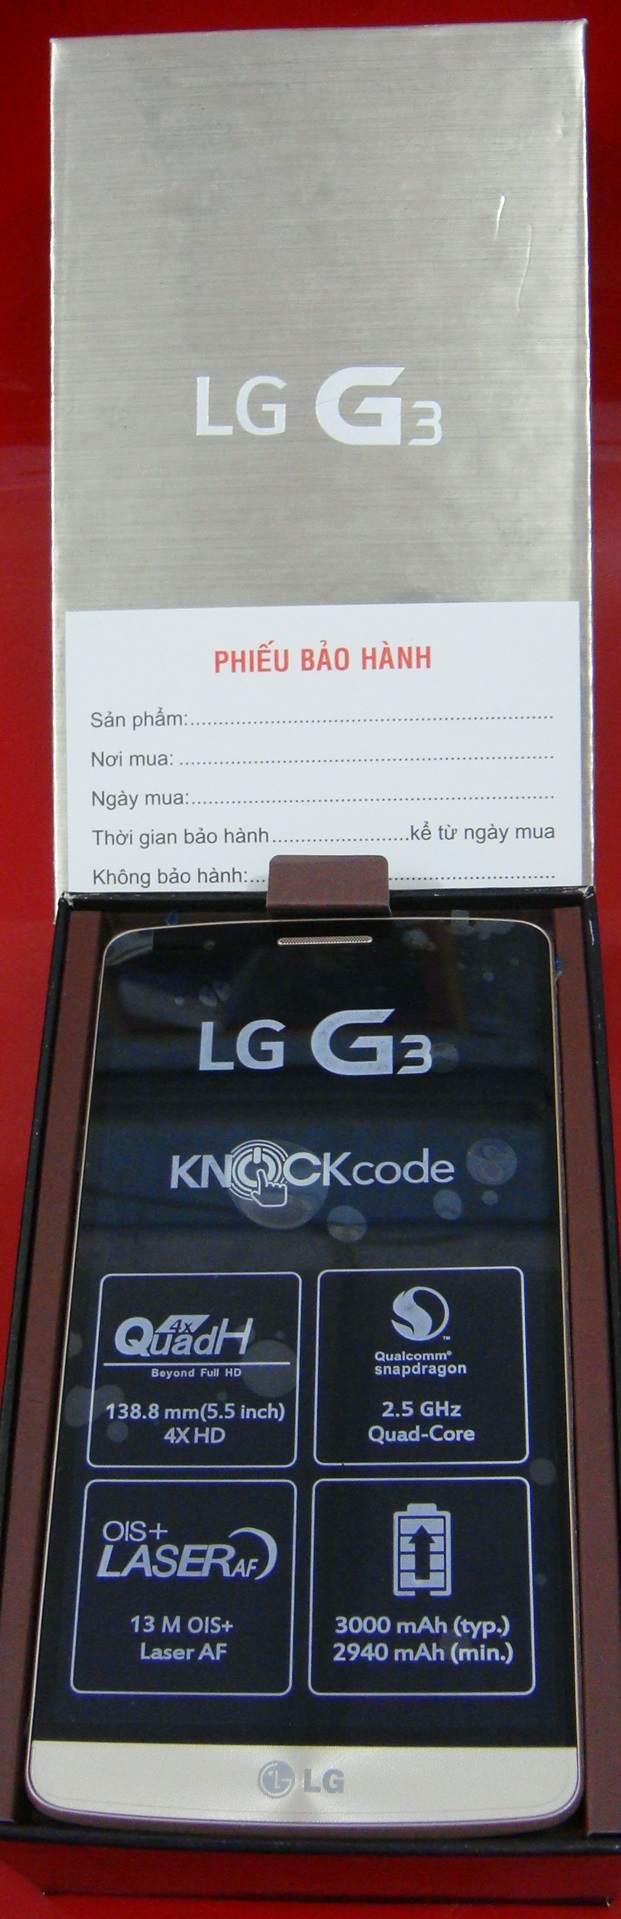 LG G3
PHIẾU BẢO HÀNH
Sản phẩm:..............................................................
Nơi mua: ..............................................................
Ngày mua:..............................................................
Thời gian bảo hành........................kể từ ngày mua
Không bảo hành:..............................................................
LG G3
KNOCKcode
4X
QuadH
Beyond Full HD
138.8 mm(5.5 inch)
4X HD
Qualcomm®
snapdragon™
2.5 GHz
Quad-Core
OIS+
LASER AF
13 M OIS+
Laser AF
3000 mAh (typ.)
2940 mAh (min.)
LG